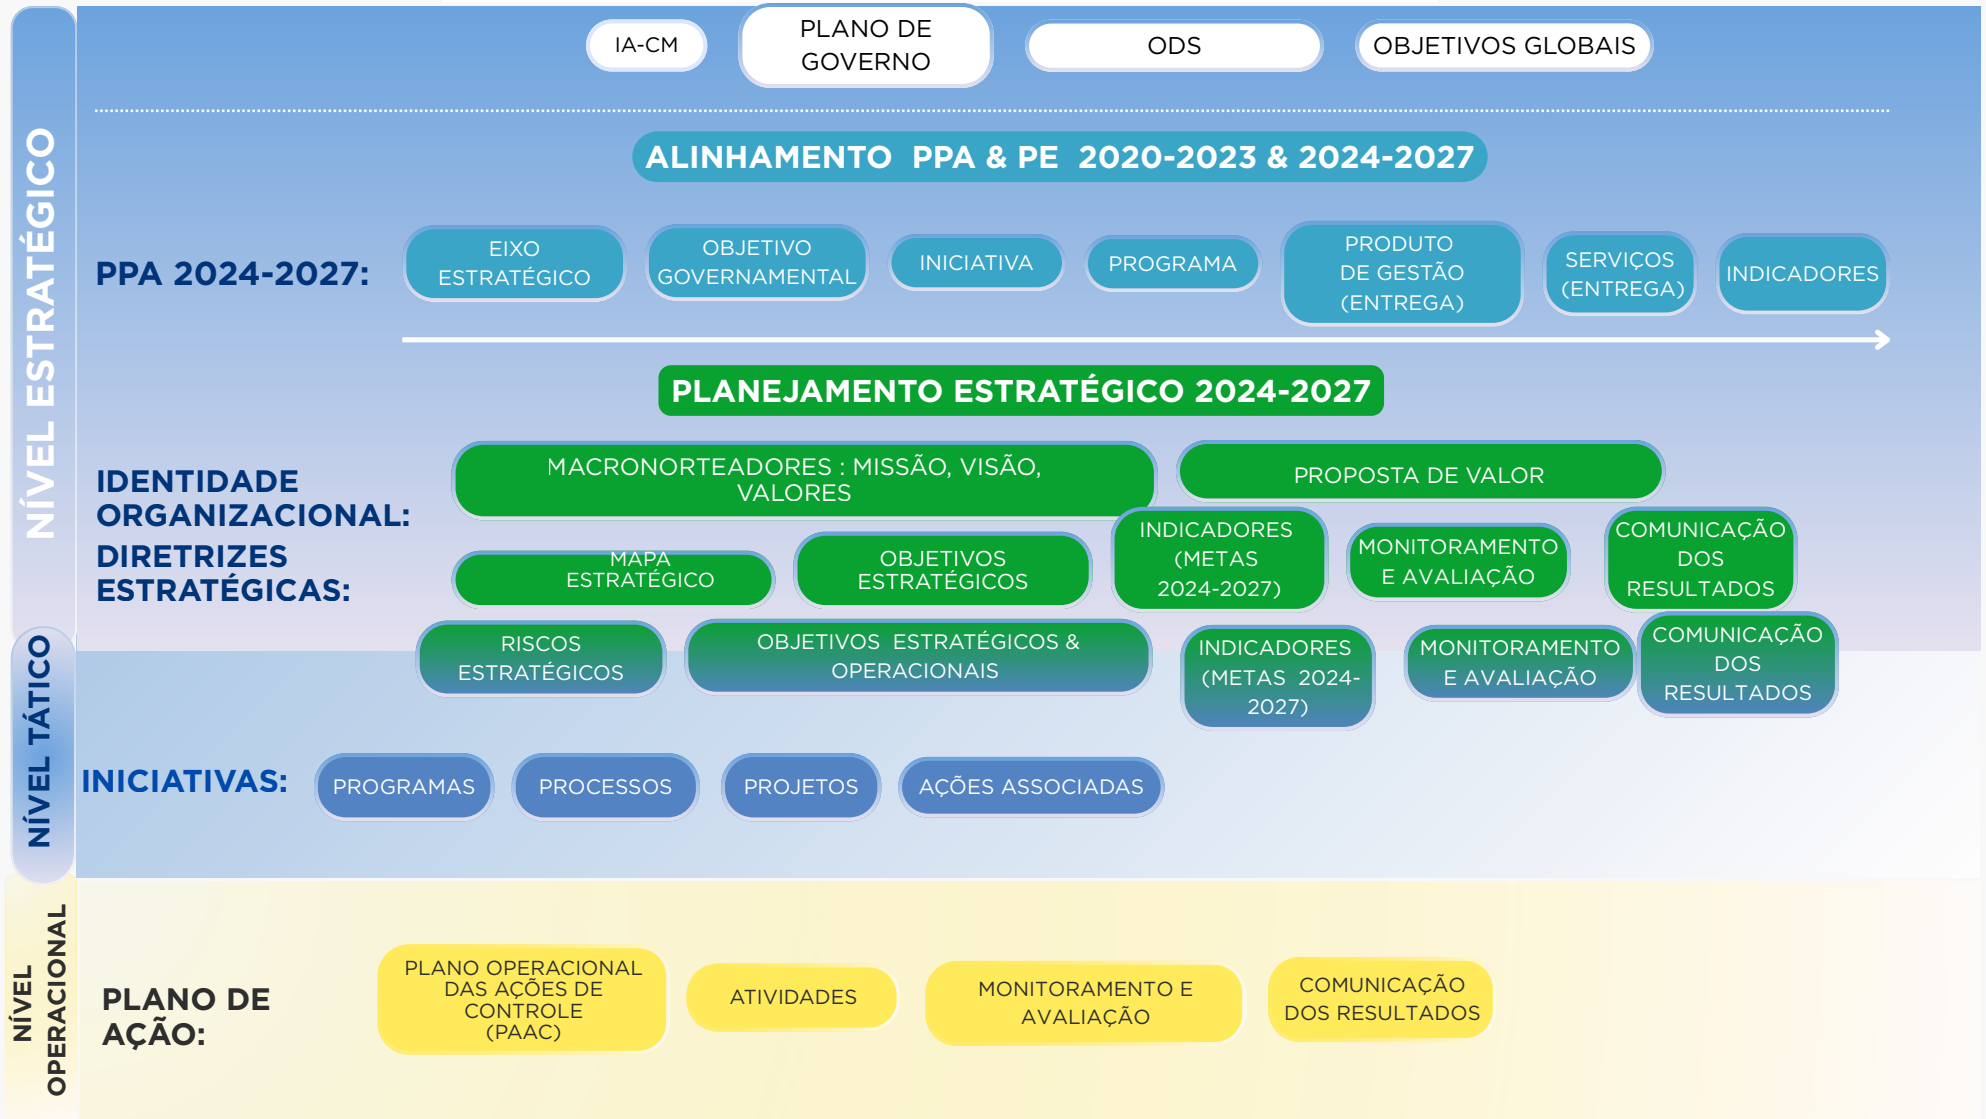 IA-CM
PLANO DE
GOVERNO
ODS
OBJETIVOS GLOBAIS
NÍVEL ESTRATÉGICO
ALINHAMENTO PPA & PE 2020-2023 & 2024-2027
PPA 2024-2027:
EIXO
ESTRATÉGICO
OBJETIVO
GOVERNAMENTAL
INICIATIVA
PROGRAMA
PRODUTO
DE GESTÃO
(ENTREGA)
SERVIÇOS
(ENTREGA)
INDICADORES
PLANEJAMENTO ESTRATÉGICO 2024-2027
IDENTIDADE
ORGANIZACIONAL:
MACRONORTEADORES : MISSÃO, VISÃO,
VALORES
PROPOSTA DE VALOR
DIRETRIZES
ESTRATÉGICAS:
MAPA
ESTRATÉGICO
OBJETIVOS
ESTRATÉGICOS
INDICADORES
(METAS
2024-2027)
MONITORAMENTO
E AVALIAÇÃO
COMUNICAÇÃO
DOS
RESULTADOS
NÍVEL TÁTICO
RISCOS
ESTRATÉGICOS
OBJETIVOS ESTRATÉGICOS &
OPERACIONAIS
INDICADORES
(METAS 2024-
2027)
MONITORAMENTO
E AVALIAÇÃO
COMUNICAÇÃO
DOS
RESULTADOS
INICIATIVAS:
PROGRAMAS
PROCESSOS
PROJETOS
AÇÕES ASSOCIADAS
NÍVEL
OPERACIONAL
PLANO DE
AÇÃO:
PLANO OPERACIONAL
DAS AÇÕES DE
CONTROLE
(PAAC)
ATIVIDADES
MONITORAMENTO E
AVALIAÇÃO
COMUNICAÇÃO
DOS RESULTADOS